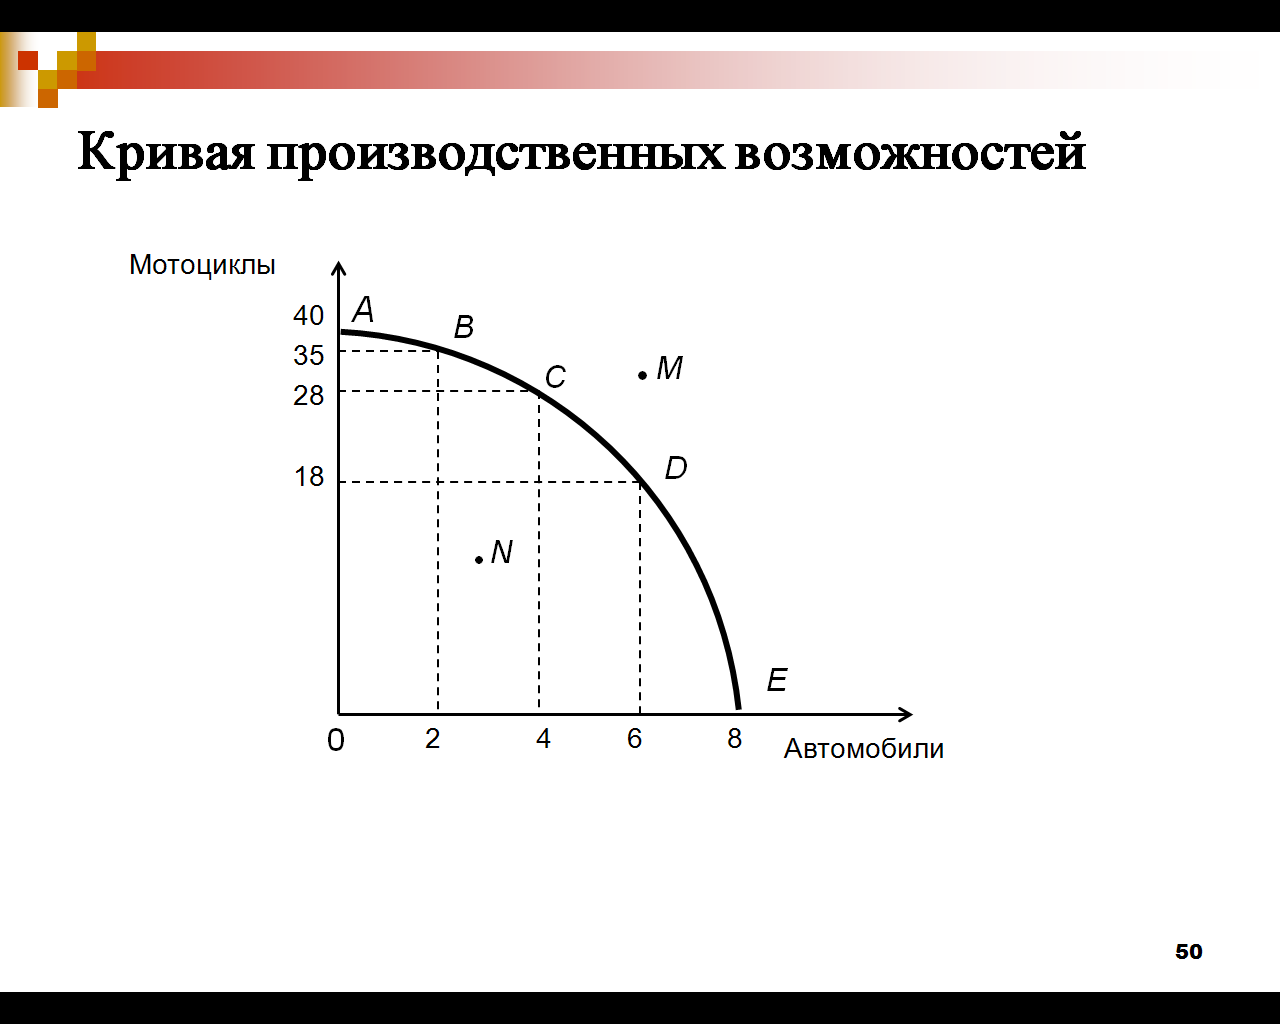 Кривая производственных возможностей
Мотоциклы
40
A
B
35
C
M
28
18
D
N
E
0
2
4
6
8
Автомобили
50